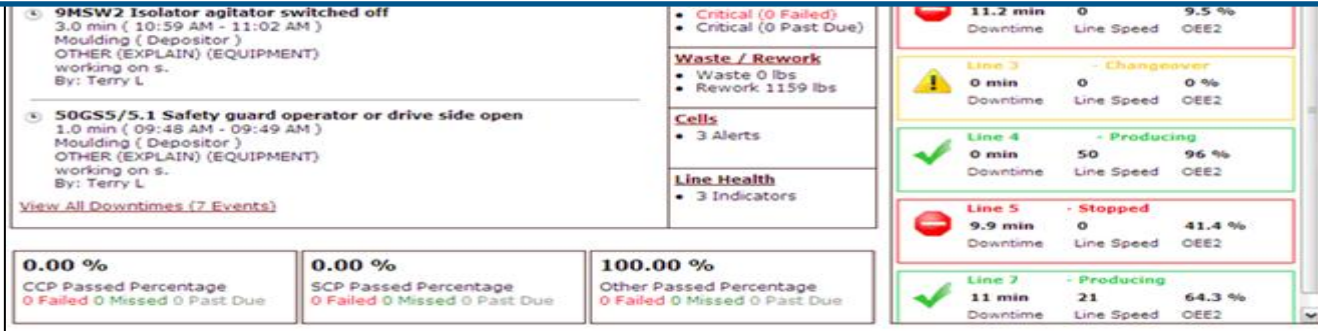 9MSW2 Isolator agitator switched off
3.0 min ( 10:59 AM - 11:02 AM )
Moulding ( Depositor )
OTHER (EXPLAIN) (EQUIPMENT)
working on s.
By: Terry L
50GS5/5.1 Safety guard operator or drive side open
1.0 min ( 09:48 AM - 09:49 AM )
Moulding ( Depositor )
OTHER (EXPLAIN) (EQUIPMENT)
working on s.
By: Terry L
View All Downtimes (7 Events)
• Critical (0 Failed)
• Critical (0 Past Due)
Waste / Rework
• Waste 0 lbs
• Rework 1159 lbs
Cells
• 3 Alerts
Line Health
• 3 Indicators
0.00 %
CCP Passed Percentage
0 Failed 0 Missed 0 Past Due
0.00 %
SCP Passed Percentage
0 Failed 0 Missed 0 Past Due
100.00 %
Other Passed Percentage
0 Failed 0 Missed 0 Past Due
11.2 min 0 9.5 %
Downtime Line Speed OEE2
Line 3 - Changeover
0 min 0 0 %
Downtime Line Speed OEE2
Line 4 - Producing
0 min 50 96 %
Downtime Line Speed OEE2
Line 5 - Stopped
9.9 min 0 41.4 %
Downtime Line Speed OEE2
Line 7 - Producing
11 min 21 64.3 %
Downtime Line Speed OEE2